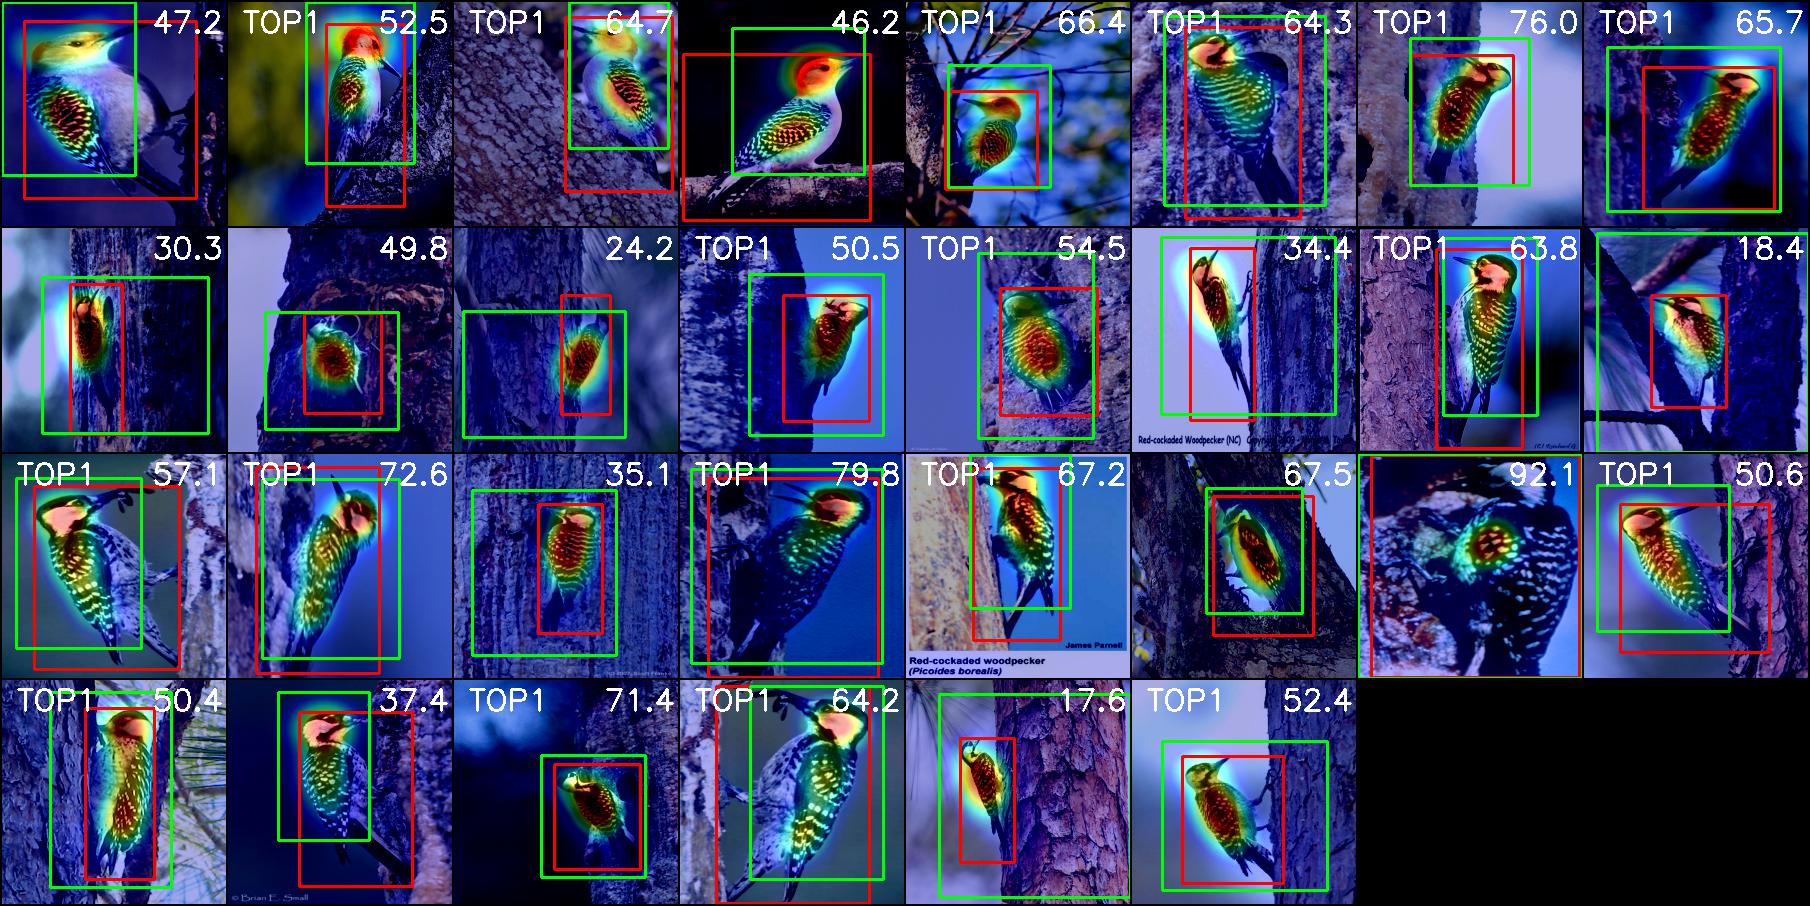 47.2
TOP1 52.5
TOP1 64.7
46.2
TOP1 66.4
TOP1 64.3
TOP1 76.0
TOP1 65.7
30.3
49.8
24.2
TOP1 50.5
TOP1 54.5
34.4
Red-cockaded Woodpecker (NC)
TOP1 63.8
18.4
TOP1 57.1
TOP1 72.6
35.1
TOP1 79.8
TOP1 67.2
James Parnell
Red-cockaded woodpecker
(Picoides borealis)
67.5
92.1
TOP1 50.6
TOP1 50.4
37.4
© Brian E. Small
TOP1 71.4
TOP1 64.2
17.6
TOP1 52.4